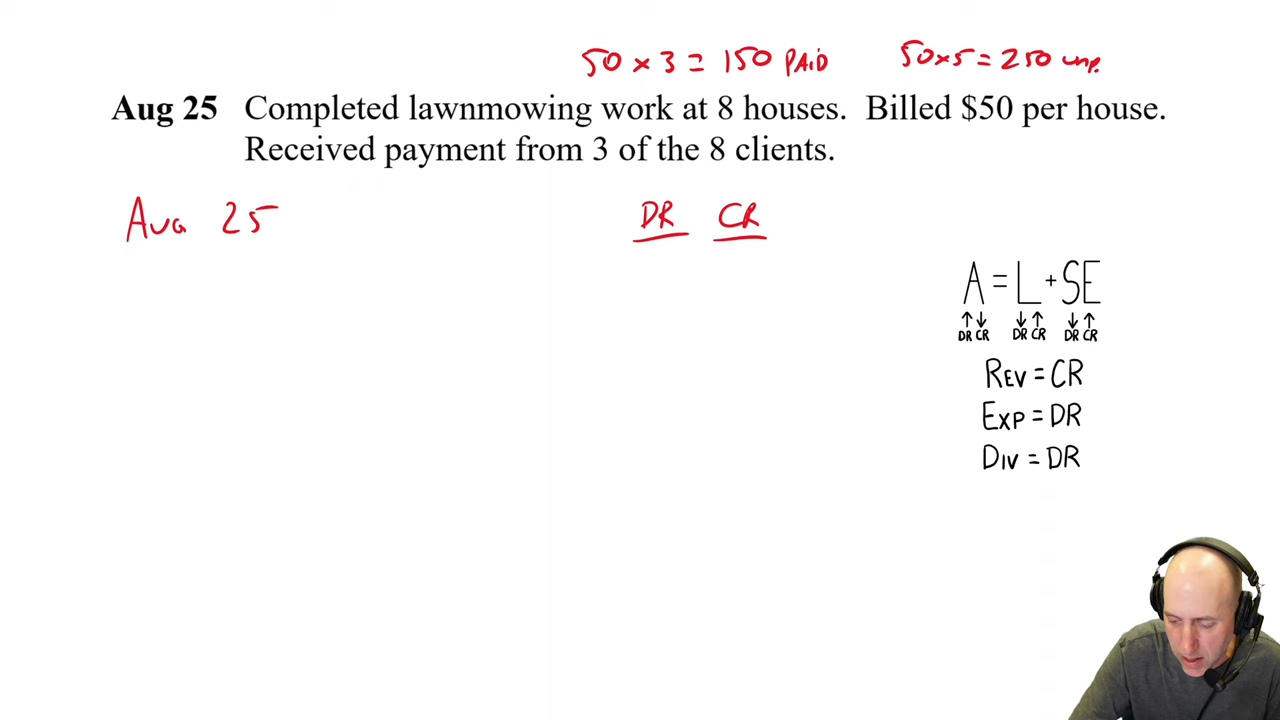 50 x 3 = 150 PAID 50x5 = 250 unp.
Aug 25 Completed lawnmowing work at 8 houses. Billed $50 per house.
Received payment from 3 of the 8 clients.
Aug 25 DR CR
A = L + SE
↑ ↓ ↓ ↑ ↓ ↑
DR CR DR CR DR CR
REV = CR
EXP = DR
DIV = DR